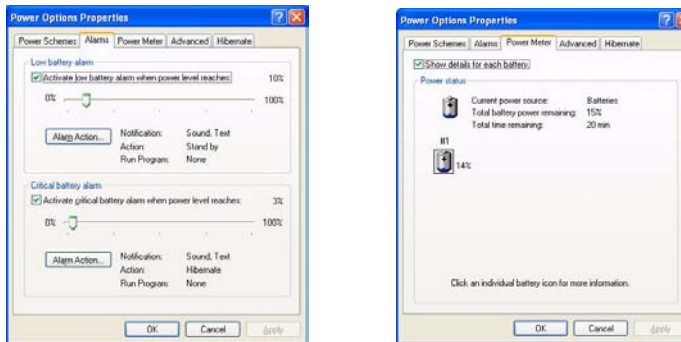 Power Options Properties
Power Schemes Alarms Power Meter Advanced Hibernate
Low battery alarm
Activate low battery alarm when power level reaches: 10%
0% 100%
Alarm Action... Notification: Sound, Text
Action: Stand by
Run Program: None
Critical battery alarm
Activate critical battery alarm when power level reaches: 3%
0% 100%
Alarm Action... Notification: Sound, Text
Action: Hibernate
Run Program: None
OK Cancel Apply
Power Options Properties
Power Schemes Alarms Power Meter Advanced Hibernate
Show details for each battery.
Power status
Current power source: Batteries
Total battery power remaining: 15%
Total time remaining: 20 min
#1
14%
Click an individual battery icon for more information.
OK Cancel Apply